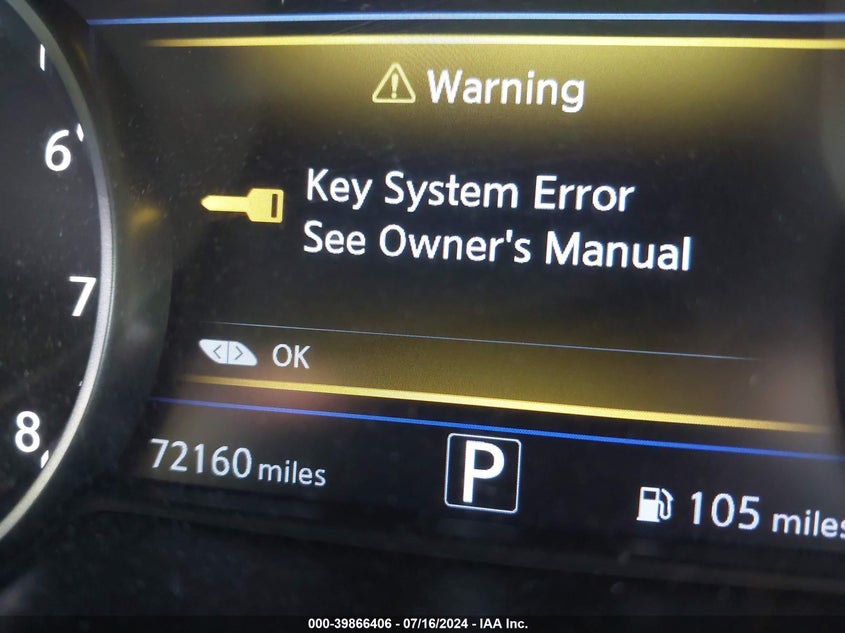 Warning
6
Key System Error
See Owner's Manual
7
OK
8
72160 miles
P
105 miles
000-39866406 - 07/16/2024 - IAA Inc.